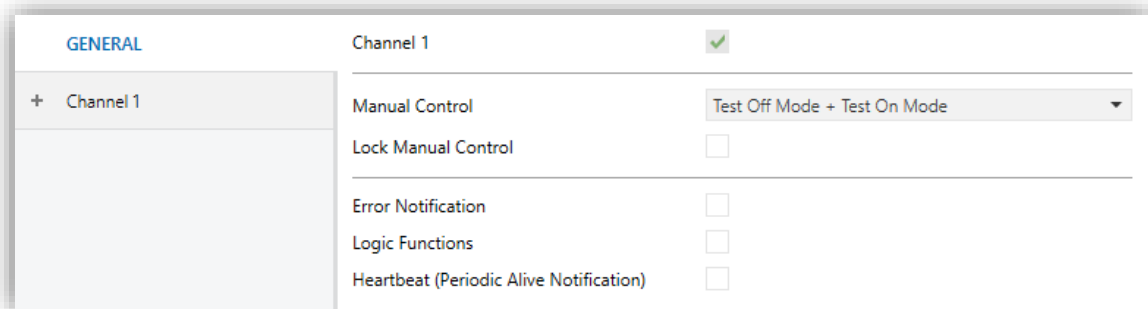 GENERAL
Channel 1
Channel 1
Manual Control
Test Off Mode + Test On Mode
Lock Manual Control
Error Notification
Logic Functions
Heartbeat (Periodic Alive Notification)